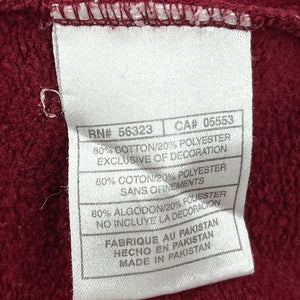 RN# 56323 CA# 05553
80% COTTON/20% POLYESTER
EXCLUSIVE OF DECORATION
80% COTON/20% POLYESTER
SANS ORNEMENTS
80% ALGODON/20% POLIESTER
NO INCLUYE LA DECORACION
FABRIQUE AU PAKISTAN
HECHO EN PAKISTAN
MADE IN PAKISTAN